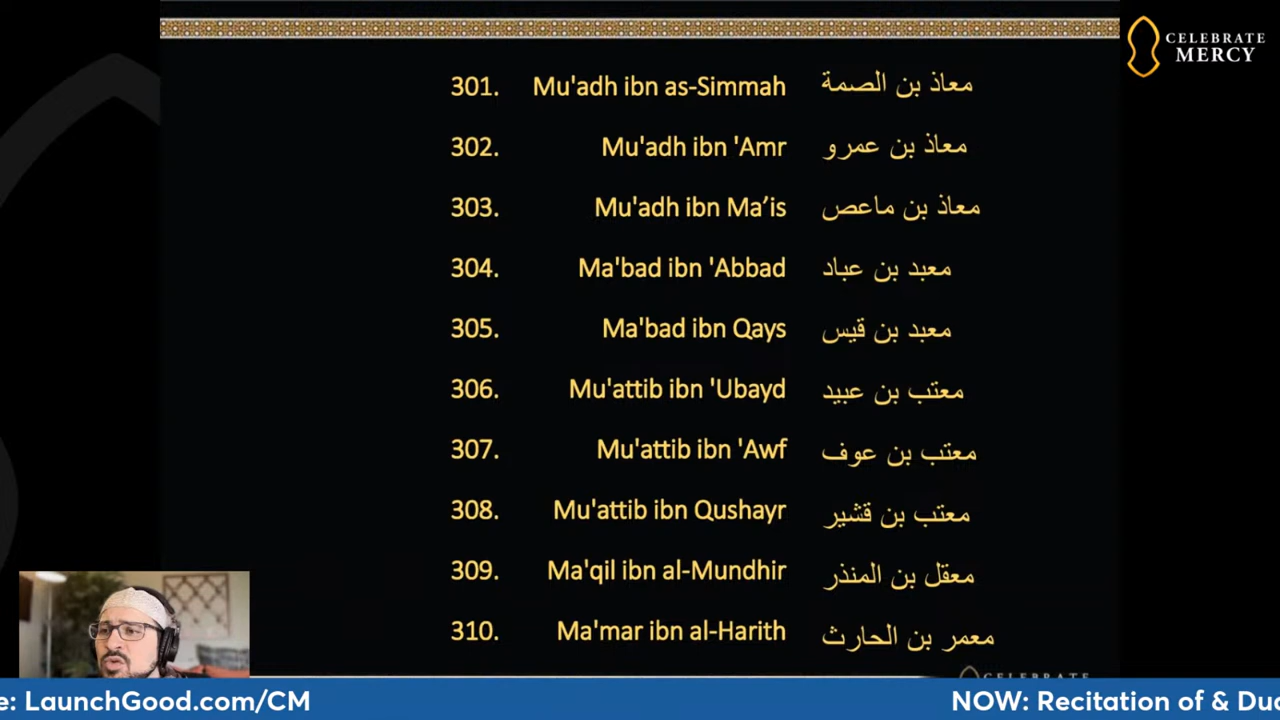 CELEBRATE
MERCY
301. Mu'adh ibn as-Simmah معاذ بن الصمة
302. Mu'adh ibn 'Amr معاذ بن عمرو
303. Mu'adh ibn Ma’is معاذ بن ماعص
304. Ma'bad ibn 'Abbad معبد بن عباد
305. Ma'bad ibn Qays معبد بن قيس
306. Mu'attib ibn 'Ubayd معتب بن عبيد
307. Mu'attib ibn 'Awf معتب بن عوف
308. Mu'attib ibn Qushayr معتب بن قشير
309. Ma'qil ibn al-Mundhir معقل بن المنذر
310. Ma'mar ibn al-Harith معمر بن الحارث
CELEBRATE
e: LaunchGood.com/CM NOW: Recitation of & Dua